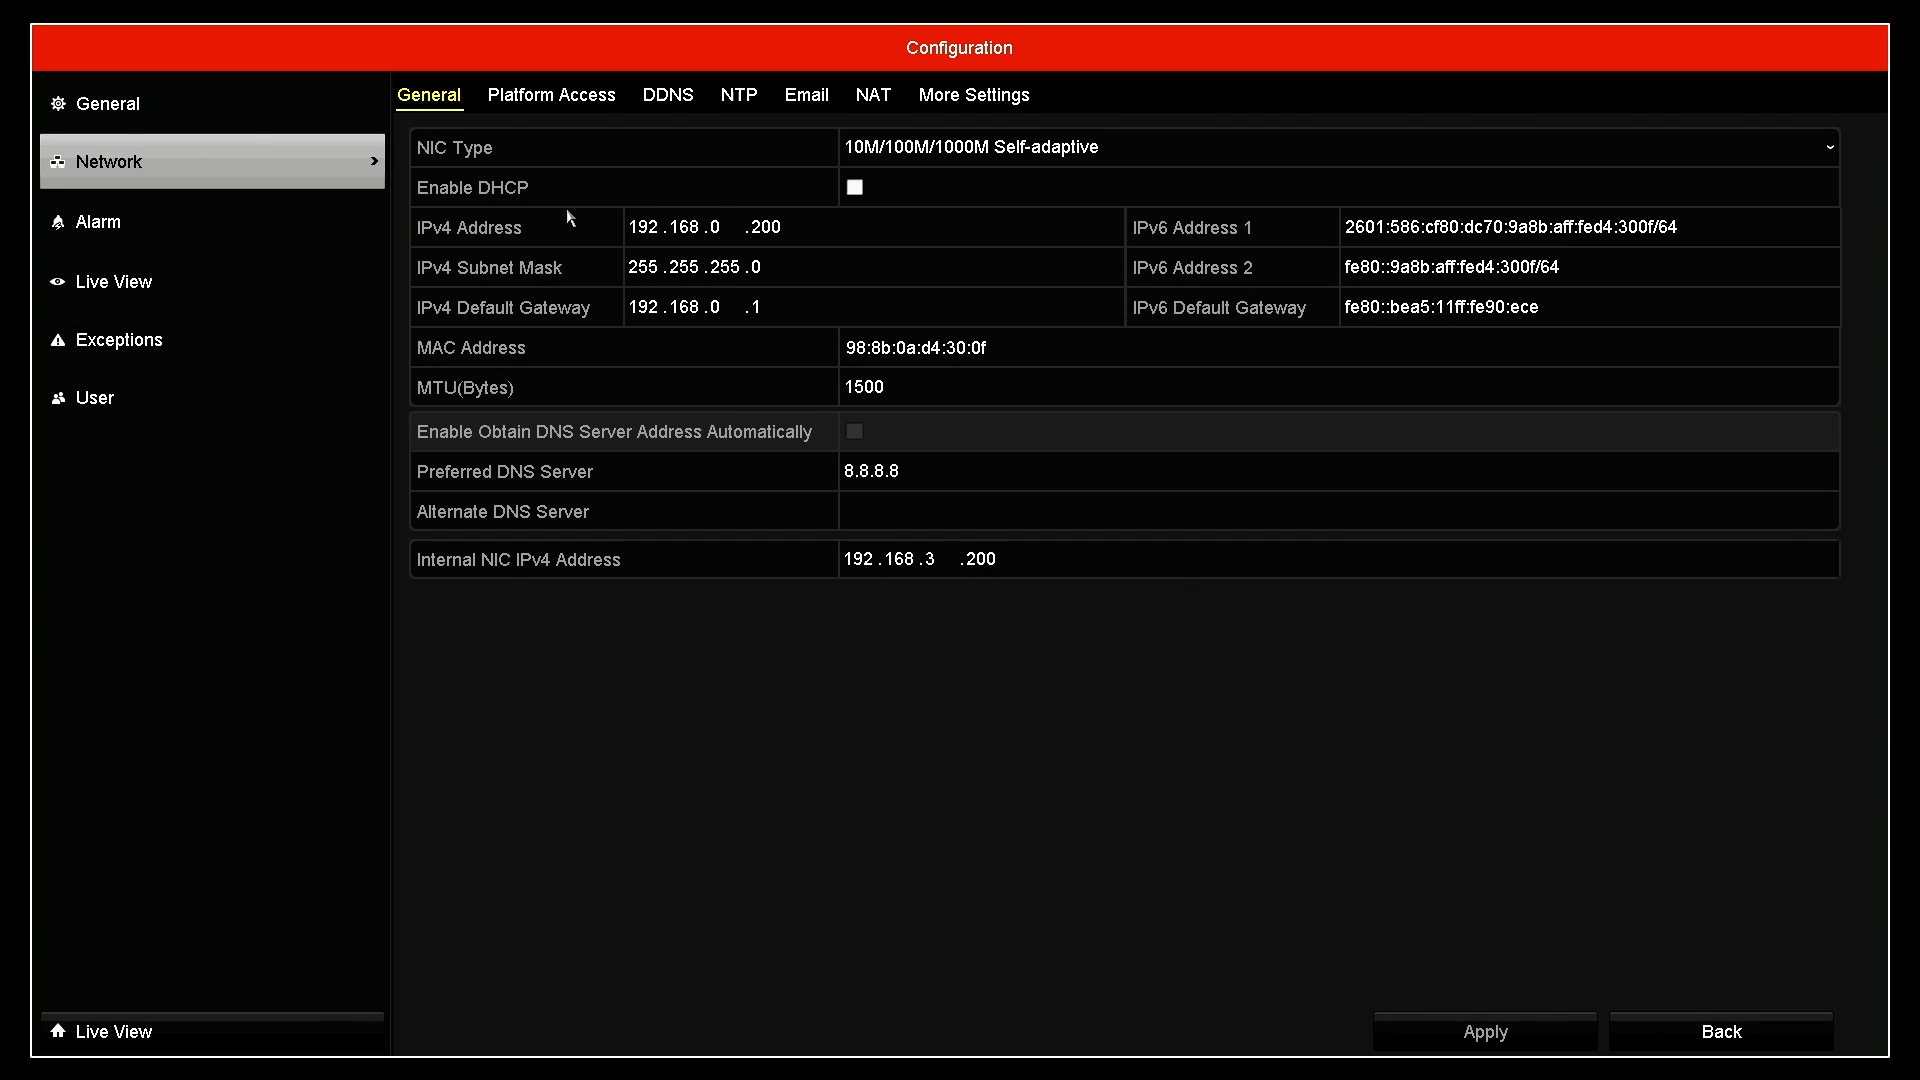 Configuration
General
Network
Alarm
Live View
Exceptions
User
Live View
General Platform Access DDNS NTP Email NAT More Settings
NIC Type 10M/100M/1000M Self-adaptive
Enable DHCP
IPv4 Address 192 .168 .0 .200 IPv6 Address 1 2601:586:cf80:dc70:9a8b:aff:fed4:300f/64
IPv4 Subnet Mask 255 .255 .255 .0 IPv6 Address 2 fe80::9a8b:aff:fed4:300f/64
IPv4 Default Gateway 192 .168 .0 .1 IPv6 Default Gateway fe80::bea5:11ff:fe90:ece
MAC Address 98:8b:0a:d4:30:0f
MTU(Bytes) 1500
Enable Obtain DNS Server Address Automatically
Preferred DNS Server 8.8.8.8
Alternate DNS Server
Internal NIC IPv4 Address 192 .168 .3 .200
Apply Back